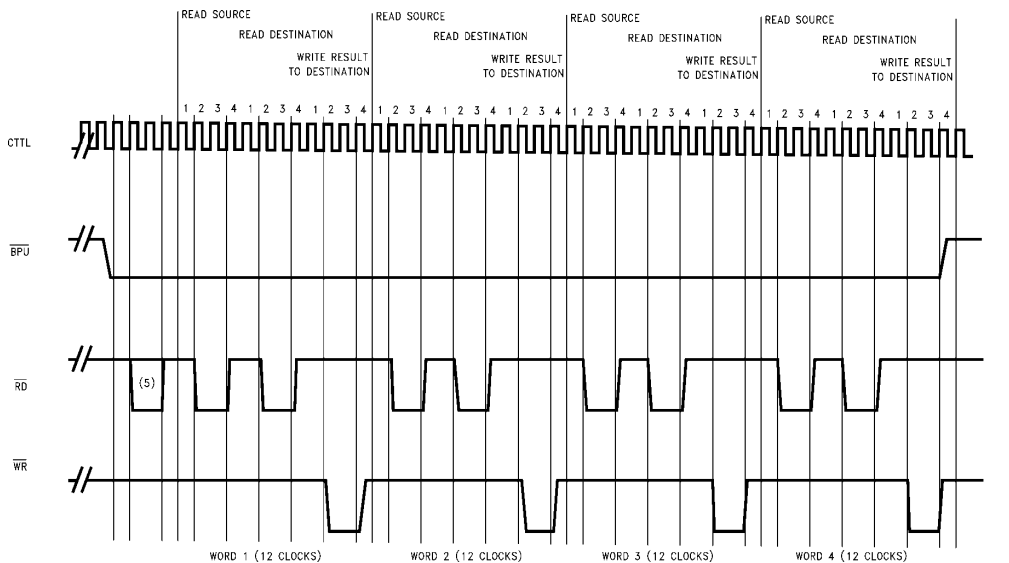 READ SOURCE READ SOURCE READ SOURCE READ SOURCE
READ DESTINATION READ DESTINATION READ DESTINATION READ DESTINATION
WRITE RESULT TO DESTINATION WRITE RESULT TO DESTINATION WRITE RESULT TO DESTINATION WRITE RESULT TO DESTINATION
1 2 3 4 1 2 3 4 1 2 3 4 1 2 3 4 1 2 3 4 1 2 3 4 1 2 3 4 1 2 3 4 1 2 3 4 1 2 3 4 1 2 3 4 1 2 3 4
CTTL
BPU
RD
(5)
WR
WORD 1 (12 CLOCKS) WORD 2 (12 CLOCKS) WORD 3 (12 CLOCKS) WORD 4 (12 CLOCKS)